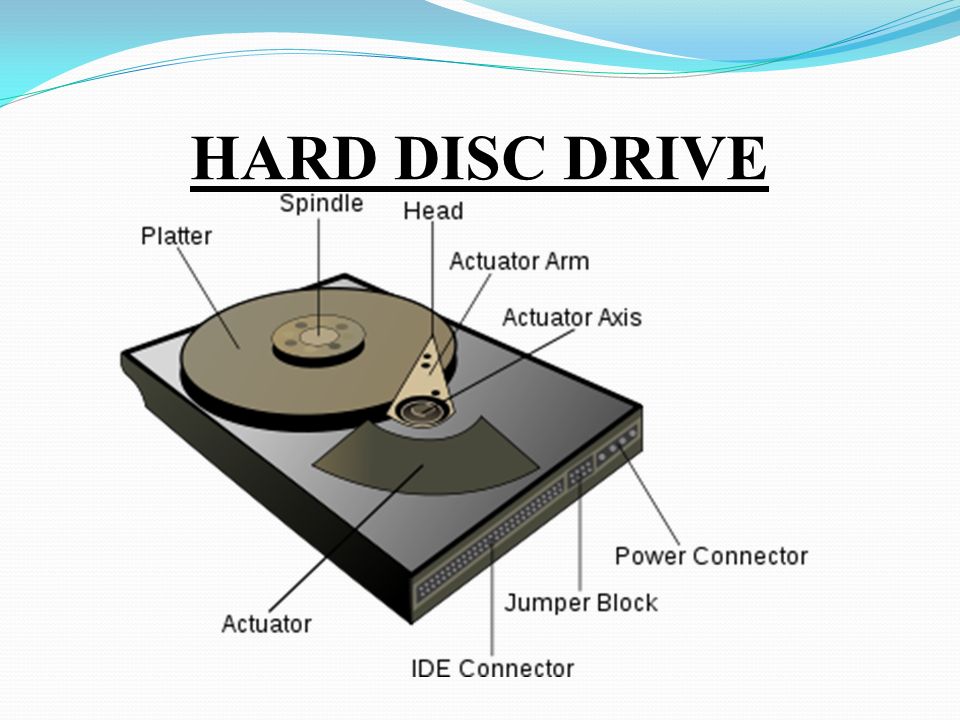 HARD DISC DRIVE
Spindle
Head
Platter
Actuator Arm
Actuator Axis
Power Connector
Jumper Block
Actuator
IDE Connector